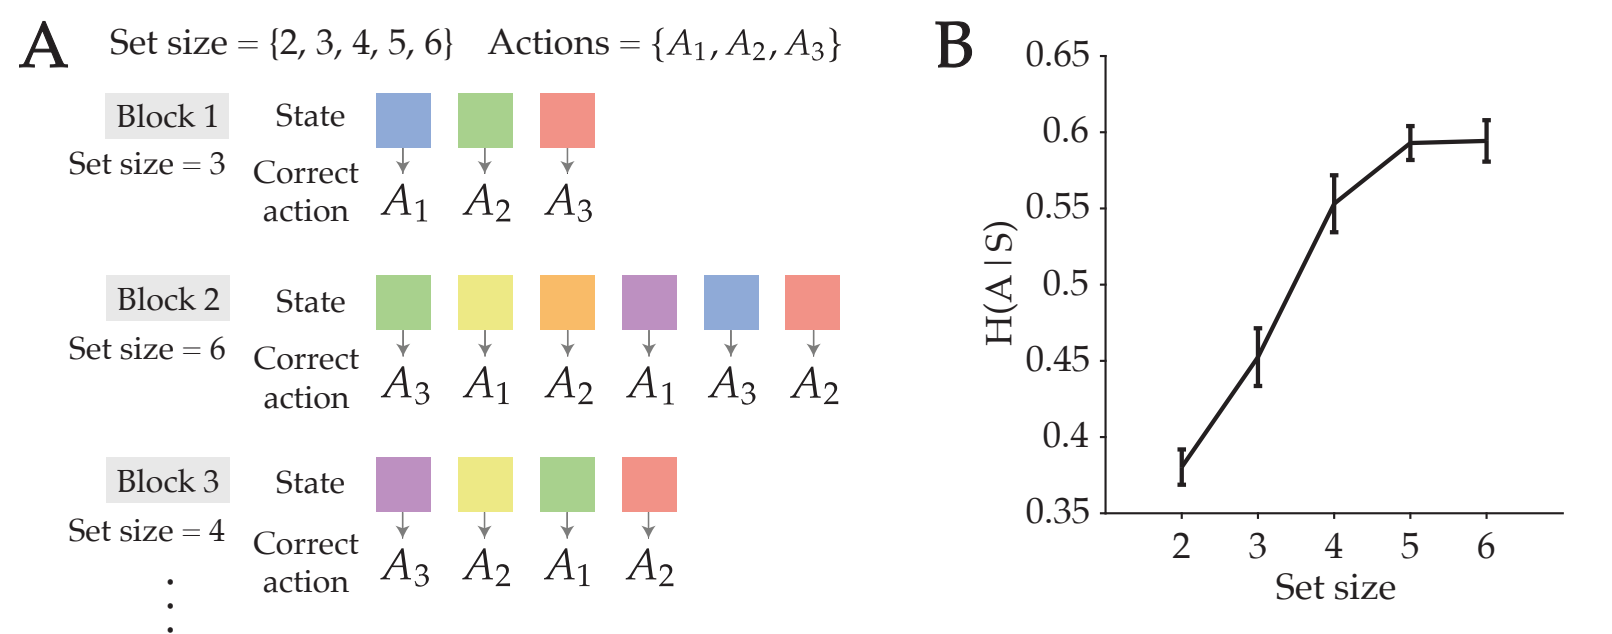 A Set size = {2, 3, 4, 5, 6} Actions = {A1, A2, A3}
Block 1 State
Set size = 3 Correct action
A1 A2 A3
Block 2 State
Set size = 6 Correct action
A3 A1 A2 A1 A3 A2
Block 3 State
Set size = 4 Correct action
A3 A2 A1 A2
B
0.65
0.6
0.55
0.5
0.45
0.4
0.35
H(A | S)
2 3 4 5 6
Set size